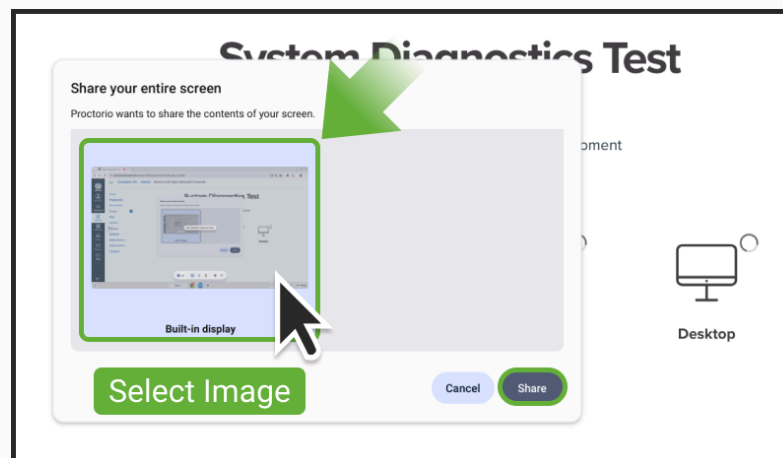 System Diagnostics Test
Share your entire screen
Proctorio wants to share the contents of your screen.
Built-in display
Select Image
Cancel
Share
Desktop